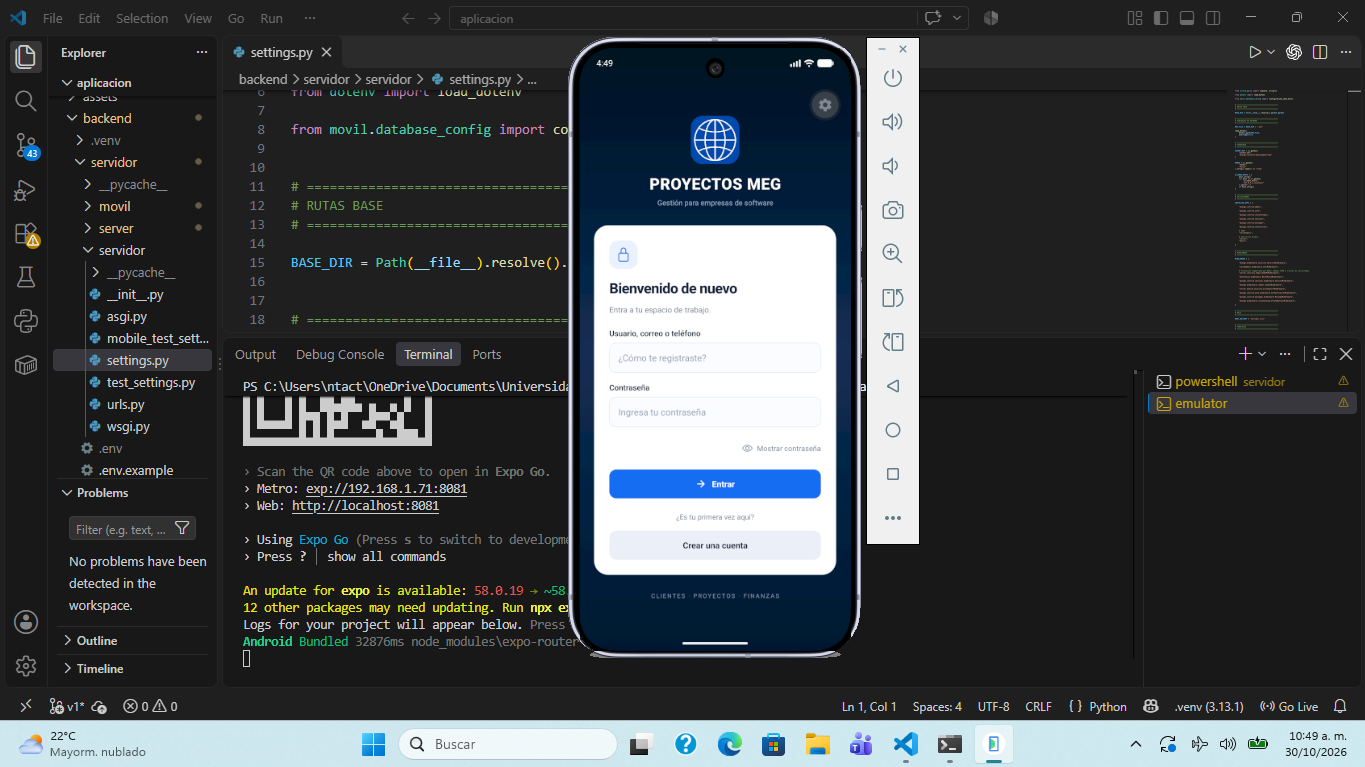 File Edit Selection View Go Run ···
aplicacion
Explorer
aplicacion
assets
backend
.venv
servidor
__pycache__
movil
server
servidor
__pycache__
__init__.py
asgi.py
mobile_test_sett...
settings.py
test_settings.py
urls.py
wsgi.py
.env
.env.example
Problems
Filter (e.g. text, ...
No problems have been
detected in the
workspace.
Outline
Timeline
43
settings.py
backend > servidor > servidor > settings.py > ...
6 from dotenv import load_dotenv
7
8 from movil.database_config import co
9
10
11 # ====================================
12 # RUTAS BASE
13 # ====================================
14
15 BASE_DIR = Path(__file__).resolve().
16
17
18 # ====================================
Output Debug Console Terminal Ports
PS C:\Users\ntact\OneDrive\Documents\Universida
› Scan the QR code above to open in Expo Go.
› Metro: exp://192.168.1.71:8081
› Web: http://localhost:8081
› Using Expo Go (Press s to switch to developme
› Press ? │ show all commands
An update for expo is available: 58.0.19 → ~58.
12 other packages may need updating. Run npx ex
Logs for your project will appear below. Press
Android Bundled 32876ms node_modules\expo-router
powershell servidor
emulator
4:49
PROYECTOS MEG
Gestión para empresas de software
Bienvenido de nuevo
Entra a tu espacio de trabajo.
Usuario, correo o teléfono
¿Cómo te registraste?
Contraseña
Ingresa tu contraseña
Mostrar contraseña
Entrar
¿Es tu primera vez aquí?
Crear una cuenta
CLIENTES · PROYECTOS · FINANZAS
v1* 0 0
Ln 1, Col 1 Spaces: 4 UTF-8 CRLF { } Python .venv (3.13.1) Go Live
22°C
Mayorm. nublado
Buscar
10:49 a. m.
30/10/2026